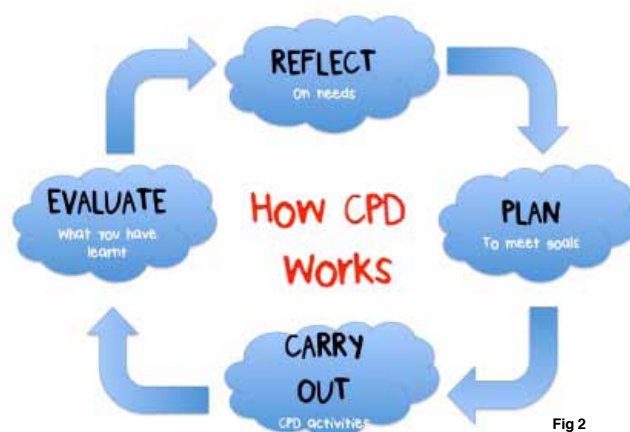 REFLECT
On needs
EVALUATE
What you have
learnt
How CPD
Works
PLAN
To meet goals
CARRY
OUT
CPD activities
Fig 2